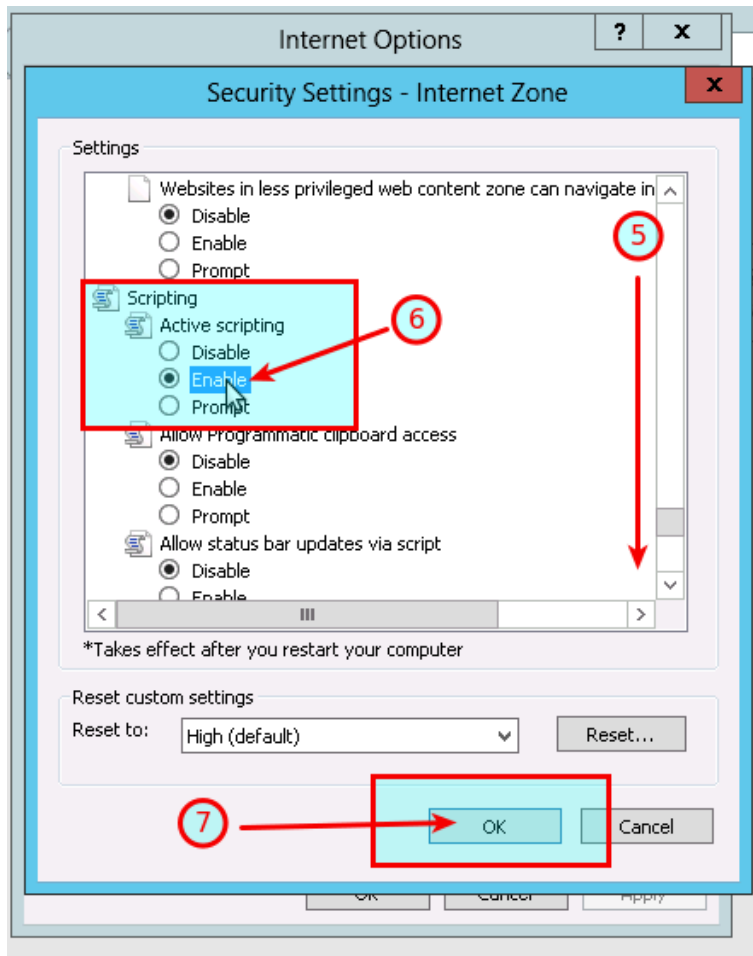 Internet Options
?
x
Security Settings - Internet Zone
x
Settings
Websites in less privileged web content zone can navigate in
Disable
Enable
Prompt
5
Scripting
Active scripting
6
Disable
Enable
Prompt
Allow Programmatic clipboard access
Disable
Enable
Prompt
Allow status bar updates via script
Disable
Enable
*Takes effect after you restart your computer
Reset custom settings
Reset to:
High (default)
Reset...
7
OK
Cancel
OK
Cancel
Apply